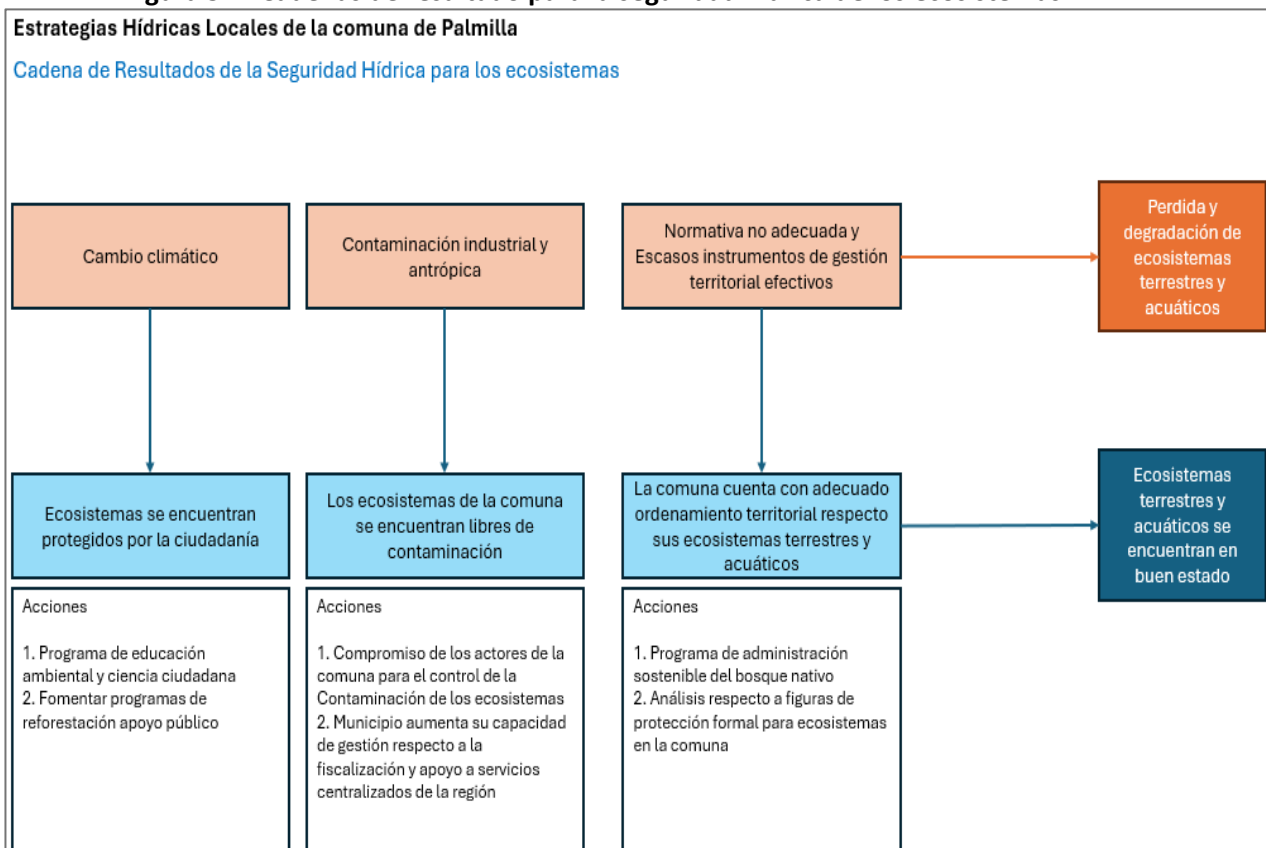 Estrategias Hídricas Locales de la comuna de Palmilla
Cadena de Resultados de la Seguridad Hídrica para los ecosistemas
Cambio climático
Contaminación industrial y
antrópica
Normativa no adecuada y
Escasos instrumentos de gestión
territorial efectivos
Perdida y
degradación de
ecosistemas
terrestres y
acuáticos
Ecosistemas se encuentran
protegidos por la ciudadanía
Los ecosistemas de la comuna
se encuentran libres de
contaminación
La comuna cuenta con adecuado
ordenamiento territorial respecto
sus ecosistemas terrestres y
acuáticos
Ecosistemas
terrestres y
acuáticos se
encuentran en
buen estado
Acciones
1. Programa de educación
ambiental y ciencia ciudadana
2. Fomentar programas de
reforestación apoyo público
Acciones
1. Compromiso de los actores de la
comuna para el control de la
Contaminación de los ecosistemas
2. Municipio aumenta su capacidad
de gestión respecto a la
fiscalización y apoyo a servicios
centralizados de la región
Acciones
1. Programa de administración
sostenible del bosque nativo
2. Análisis respecto a figuras de
protección formal para ecosistemas
en la comuna